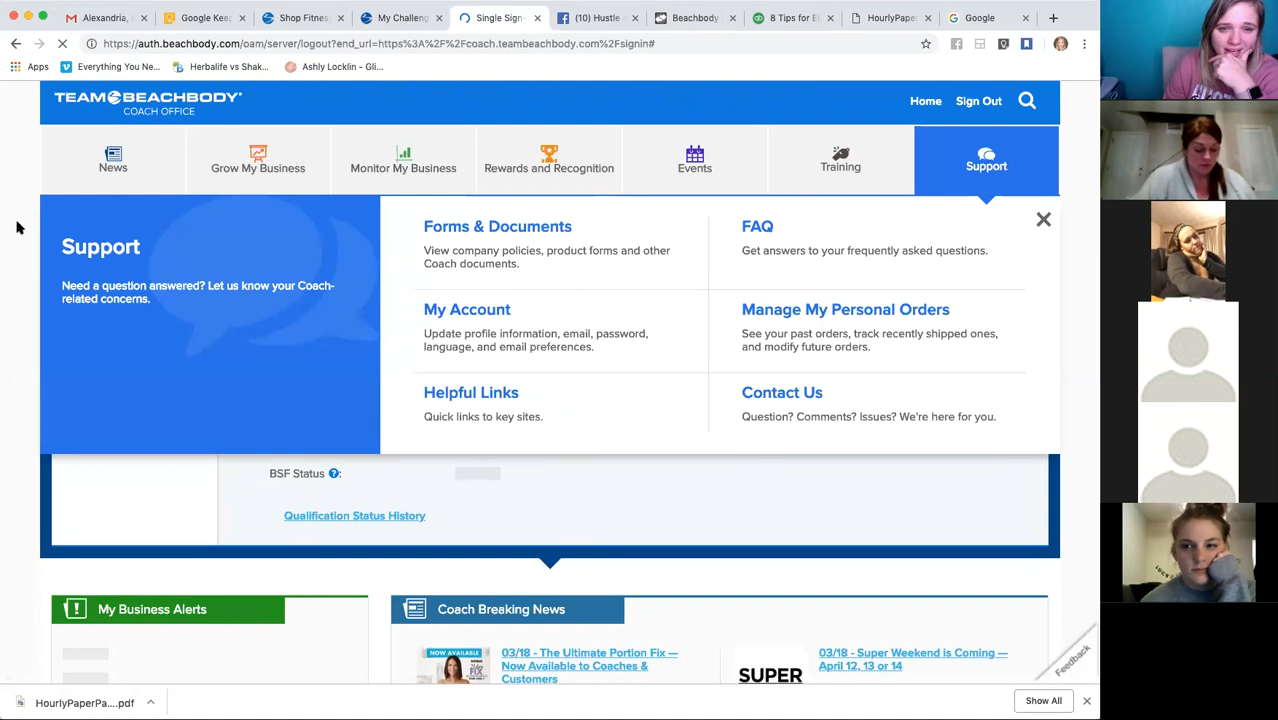 Alexandria,
Google Keep
Shop Fitnes
My Challeng
Single Sign-
(10) Hustle
Beachbody
8 Tips for E
HourlyPape
Google
https://auth.beachbody.com/oam/server/logout?end_url=https%3A%2F%2Fcoach.teambeachbody.com%2Fsignin#
Apps
Everything You Ne...
Herbalife vs Shak...
Ashly Locklin - Gli...
TEAM BEACHBODY
COACH OFFICE
Home
Sign Out
News
Grow My Business
Monitor My Business
Rewards and Recognition
Events
Training
Support
Support
Need a question answered? Let us know your Coach-
related concerns.
Forms & Documents
View company policies, product forms and other
Coach documents.
FAQ
Get answers to your frequently asked questions.
My Account
Update profile information, email, password,
language, and email preferences.
Manage My Personal Orders
See your past orders, track recently shipped ones,
and modify future orders.
Helpful Links
Quick links to key sites.
Contact Us
Question? Comments? Issues? We're here for you.
BSF Status ?:
Qualification Status History
My Business Alerts
Coach Breaking News
NOW AVAILABLE
03/18 - The Ultimate Portion Fix —
Now Available to Coaches &
Customers
SUPER
03/18 - Super Weekend is Coming —
April 12, 13 or 14
Feedback
HourlyPaperPa....pdf
Show All